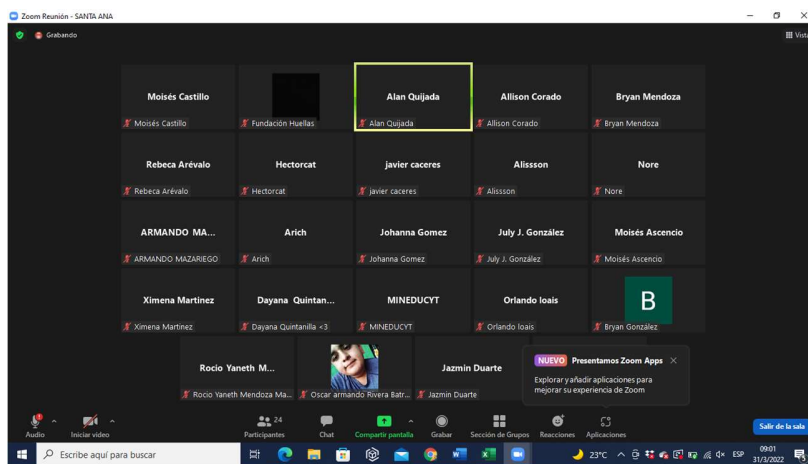 Zoom Reunión - SANTA ANA
Grabando
Vista
Moisés Castillo
Alan Quijada
Allison Corado
Bryan Mendoza
Moisés Castillo
Fundación Huellas
Alan Quijada
Allison Corado
Bryan Mendoza
Rebeca Arévalo
Hectorcat
javier caceres
Alissson
Nore
Rebeca Arévalo
Hectorcat
javier caceres
Alissson
Nore
ARMANDO MA...
Arich
Johanna Gomez
July J. González
Moisés Ascencio
ARMANDO MAZARIEGO
Arich
Johanna Gomez
July J. González
Moisés Ascencio
Ximena Martinez
Dayana Quintan...
MINEDUCYT
Orlando loais
B
Ximena Martinez
Dayana Quintanilla <3
MINEDUCYT
Orlando loais
Bryan González
Rocio Yaneth M...
Jazmin Duarte
Rocio Yaneth Mendoza Ma...
Oscar armando Rivera Batr...
Jazmin Duarte
NUEVO Presentamos Zoom Apps
Explorar y añadir aplicaciones para
mejorar su experiencia de Zoom
24
Audio
Iniciar video
Participantes
Chat
Compartir pantalla
Grabar
Sección de Grupos
Reacciones
Aplicaciones
Salir de la sala
Escribe aquí para buscar
23°C
ESP
09:01
31/3/2022